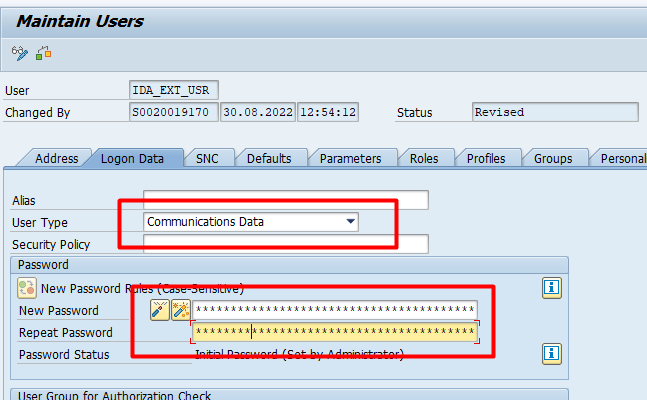 Maintain Users
User IDA_EXT_USR
Changed By S0020019170 30.08.2022 12:54:12 Status Revised
Address Logon Data SNC Defaults Parameters Roles Profiles Groups Personal
Alias
User Type Communications Data
Security Policy
Password
New Password Rules (Case-Sensitive)
New Password ****************************************
Repeat Password ****************************************
Password Status Initial Password (Set by Administrator)
User Group for Authorization Check